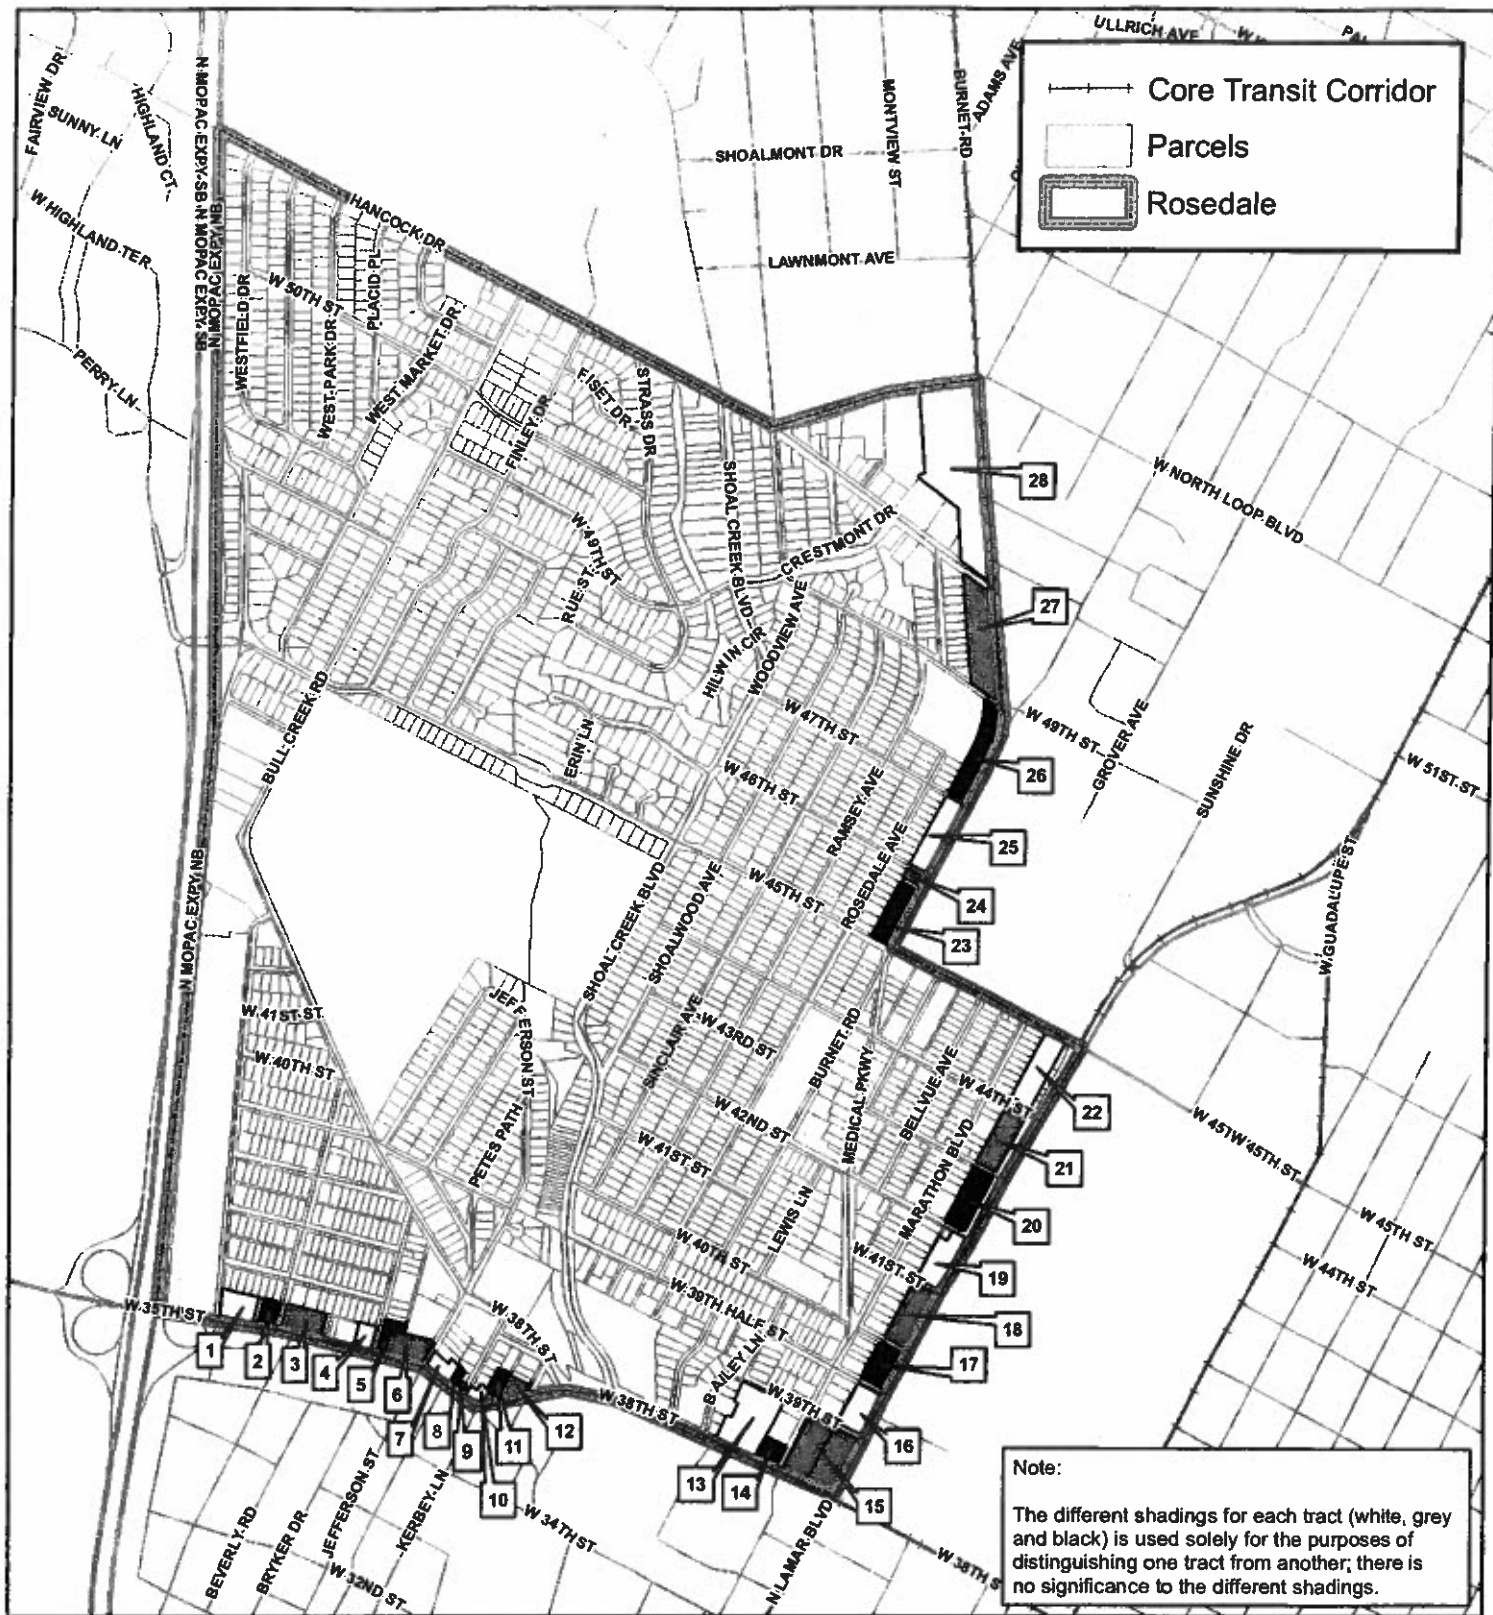 ULLRICH AVE
ADAMS AVE
BURNET RD
Core Transit Corridor
Parcels
Rosedale
FAIRVIEW DR
SUNNY LN
HIGHLAND CT
W HIGHLAND TER
PERRY LN
N MOPAC EXPY SB
N MOPAC EXPY SB
N MOPAC EXPY NB
SHOALMONT DR
MONTVIEW ST
LAWNMONT AVE
HANCOCK DR
W 50TH ST
WESTFIELD DR
WEST PARK DR
PLACID PL
WEST MARKET DR
FINLEY DR
FISET DR
STRASS DR
SHOAL CREEK BLVD
CRESTMONT DR
W 49TH ST
RUE ST
HILWIN CIR
WOODVIEW AVE
W NORTH LOOP BLVD
28
27
W 49TH ST
GROVER AVE
SUNSHINE DR
W 51ST ST
W GUADALUPE ST
26
25
24
23
BULL CREEK RD
ERIN LN
W 47TH ST
W 46TH ST
RAMSEY AVE
ROSEDALE AVE
W 45TH ST
SHOALWOOD AVE
SHOAL CREEK BLVD
N MOPAC EXPY NB
W 41ST ST
W 40TH ST
JEFFERSON ST
PETES PATH
SINCLAIR AVE
W 43RD ST
W 42ND ST
W 41ST ST
BURNET RD
MEDICAL PKWY
BELLVUE AVE
W 44TH ST
MARATHON BLVD
LEWIS LN
W 40TH ST
W 41ST ST
W 39TH HALF ST
22
21
20
19
18
17
16
15
W 45TW 45TH ST
W 45TH ST
W 44TH ST
W 35TH ST
W 38TH ST
W 38TH ST
BAILEY LN
W 39TH ST
1
2
3
4
5
6
7
8
9
10
11
12
13
14
BEVERLY RD
BRYKER DR
JEFFERSON ST
KERBEY LN
W 34TH ST
W 32ND ST
N LAMAR BLVD
W 38TH S
Note:
The different shadings for each tract (white, grey
and black) is used solely for the purposes of
distinguishing one tract from another; there is
no significance to the different shadings.